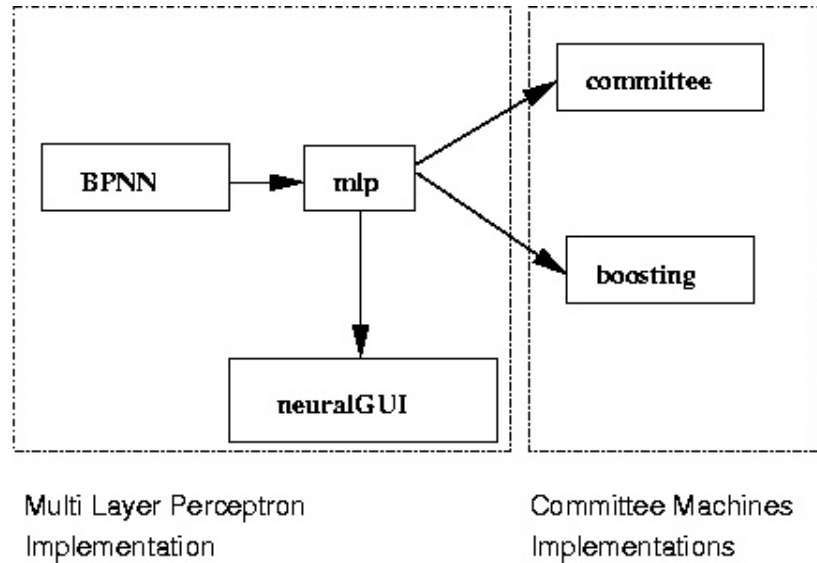 committee
BPNN
mlp
boosting
neuralGUI
Multi Layer Perceptron
Implementation
Committee Machines
Implementations